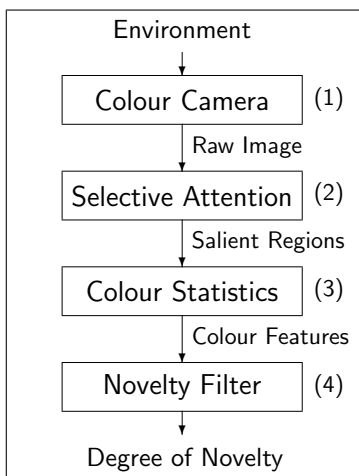 Environment
Colour Camera (1)
Raw Image
Selective Attention (2)
Salient Regions
Colour Statistics (3)
Colour Features
Novelty Filter (4)
Degree of Novelty